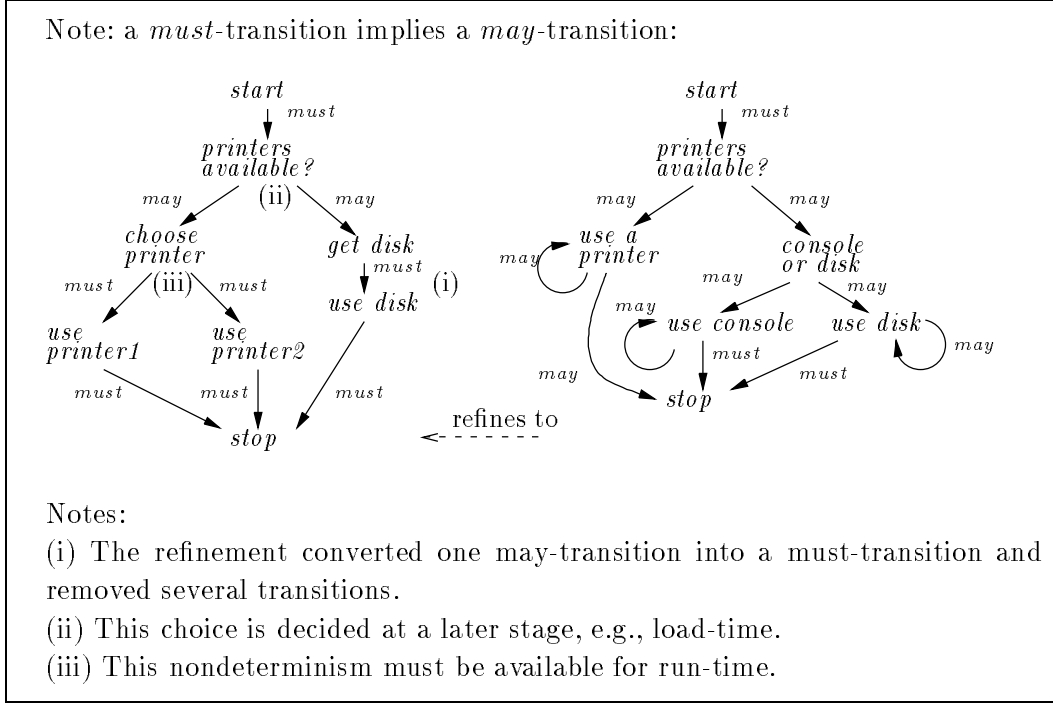 Note: a must-transition implies a may-transition:
start
must
printers
available?
may
(ii)
may
choose
printer
(iii)
get disk
must
(i)
must
must
use disk
use
printer1
use
printer2
must
must
must
stop
start
must
printers
available?
may
may
use a
printer
may
console
or disk
may
may
may
use console
use disk
may
must
must
may
stop
refines to
Notes:
(i) The refinement converted one may-transition into a must-transition and
removed several transitions.
(ii) This choice is decided at a later stage, e.g., load-time.
(iii) This nondeterminism must be available for run-time.